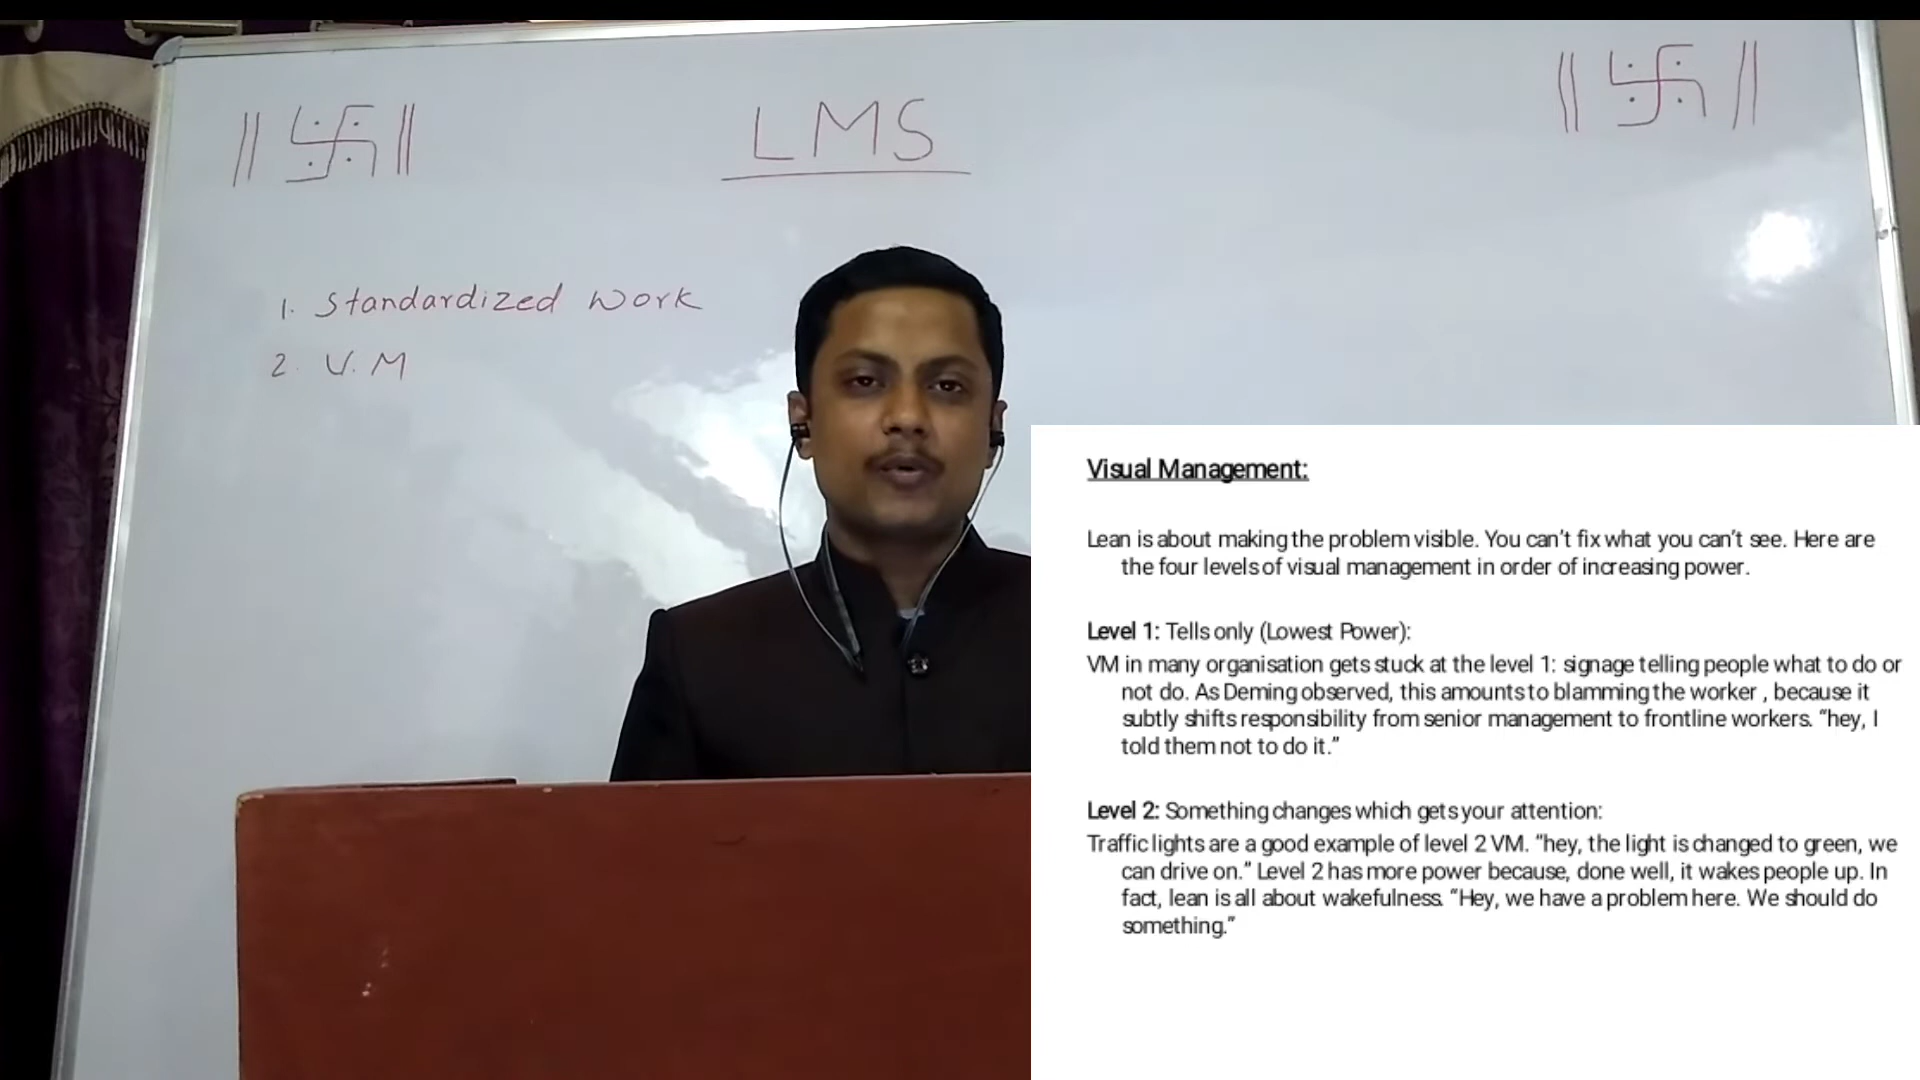 LMS
1. Standardized Work
2. V.M
Visual Management:
Lean is about making the problem visible. You can't fix what you can't see. Here are
the four levels of visual management in order of increasing power.
Level 1: Tells only (Lowest Power):
VM in many organisation gets stuck at the level 1: signage telling people what to do or
not do. As Deming observed, this amounts to blamming the worker , because it
subtly shifts responsibility from senior management to frontline workers. “hey, I
told them not to do it.”
Level 2: Something changes which gets your attention:
Traffic lights are a good example of level 2 VM. “hey, the light is changed to green, we
can drive on.” Level 2 has more power because, done well, it wakes people up. In
fact, lean is all about wakefulness. “Hey, we have a problem here. We should do
something.”